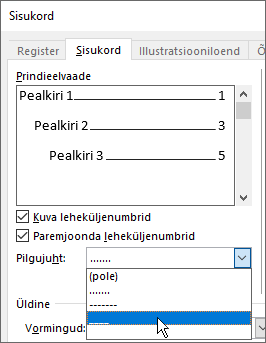 Sisukord
Register Sisukord Illustratsiooniloend
Prindieelvaade
Pealkiri 1 1
Pealkiri 2 3
Pealkiri 3 5
Kuva leheküljenumbrid
Paremjoonda leheküljenumbrid
Pilgujuht: .......
(pole)
.......
-------
____
Üldine
Vormingud: